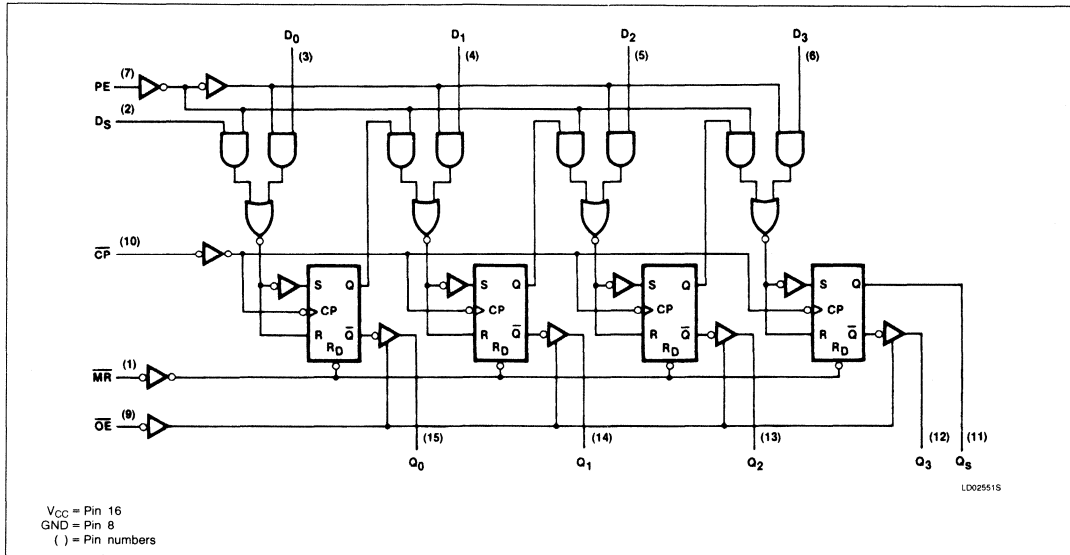 D0 D1 D2 D3
(3) (4) (5) (6)
PE (7)
DS (2)
CP (10)
S Q S Q S Q S Q
CP CP CP CP
R Q R Q R Q R Q
RD RD RD RD
MR (1)
OE (9)
(15) (14) (13) (12) (11)
Q0 Q1 Q2 Q3 QS
LD02551S
VCC = Pin 16
GND = Pin 8
( ) = Pin numbers